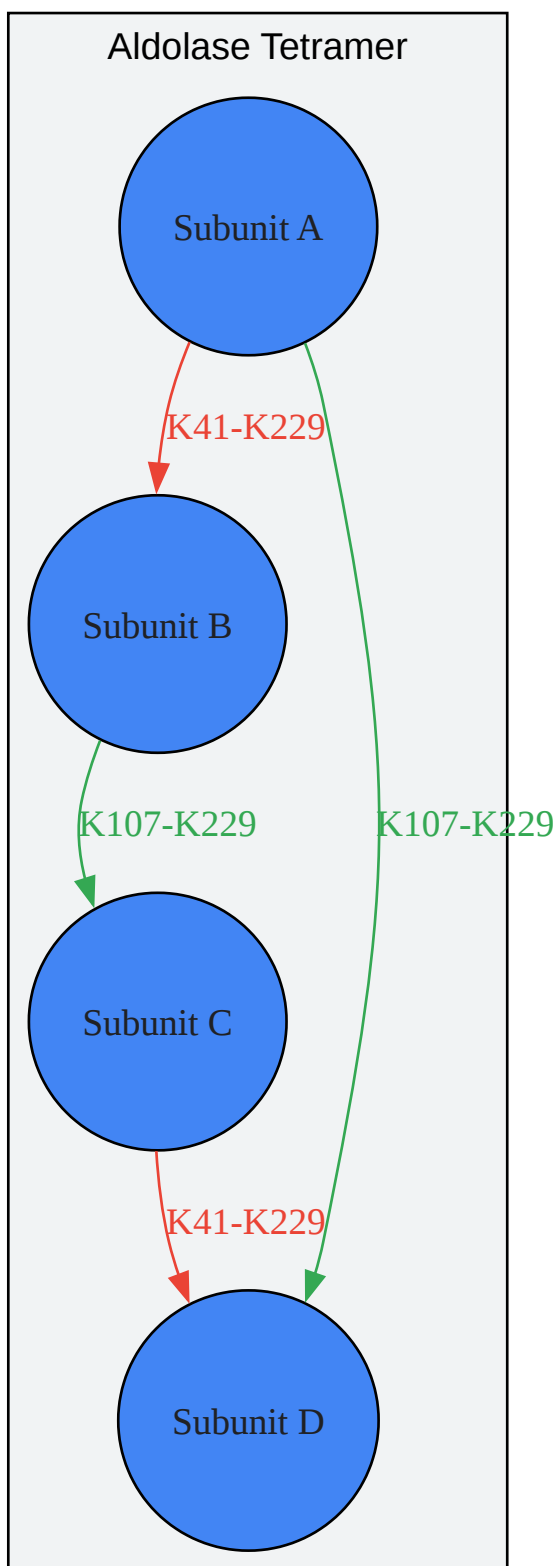 Aldolase Tetramer
Subunit A
K41-K229
Subunit B
K107-K229
K107-K229
Subunit C
K41-K229
Subunit D